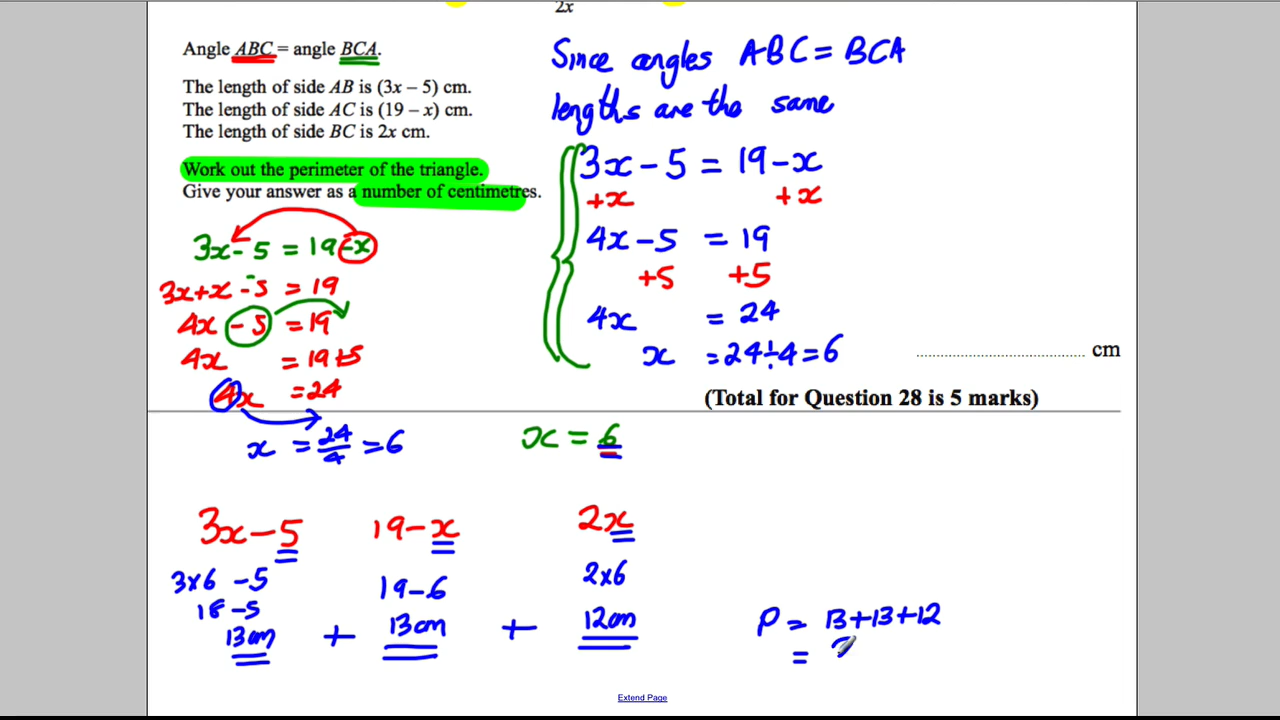 2x
Angle ABC = angle BCA.
The length of side AB is (3x – 5) cm.
The length of side AC is (19 – x) cm.
The length of side BC is 2x cm.
Work out the perimeter of the triangle.
Give your answer as a number of centimetres.
Since angles ABC = BCA
lengths are the same
3x - 5 = 19 - x
+x +x
4x - 5 = 19
+5 +5
4x = 24
x = 24÷4 = 6
3x - 5 = 19 - x
3x + x - 5 = 19
4x - 5 = 19
4x = 19 + 5
4x = 24
x = 24/4 = 6
cm
(Total for Question 28 is 5 marks)
x = 6
3x - 5 19 - x 2x
3x6 - 5 19 - 6 2x6
18 - 5
13cm + 13cm + 12cm
P = 13 + 13 + 12
=
Extend Page